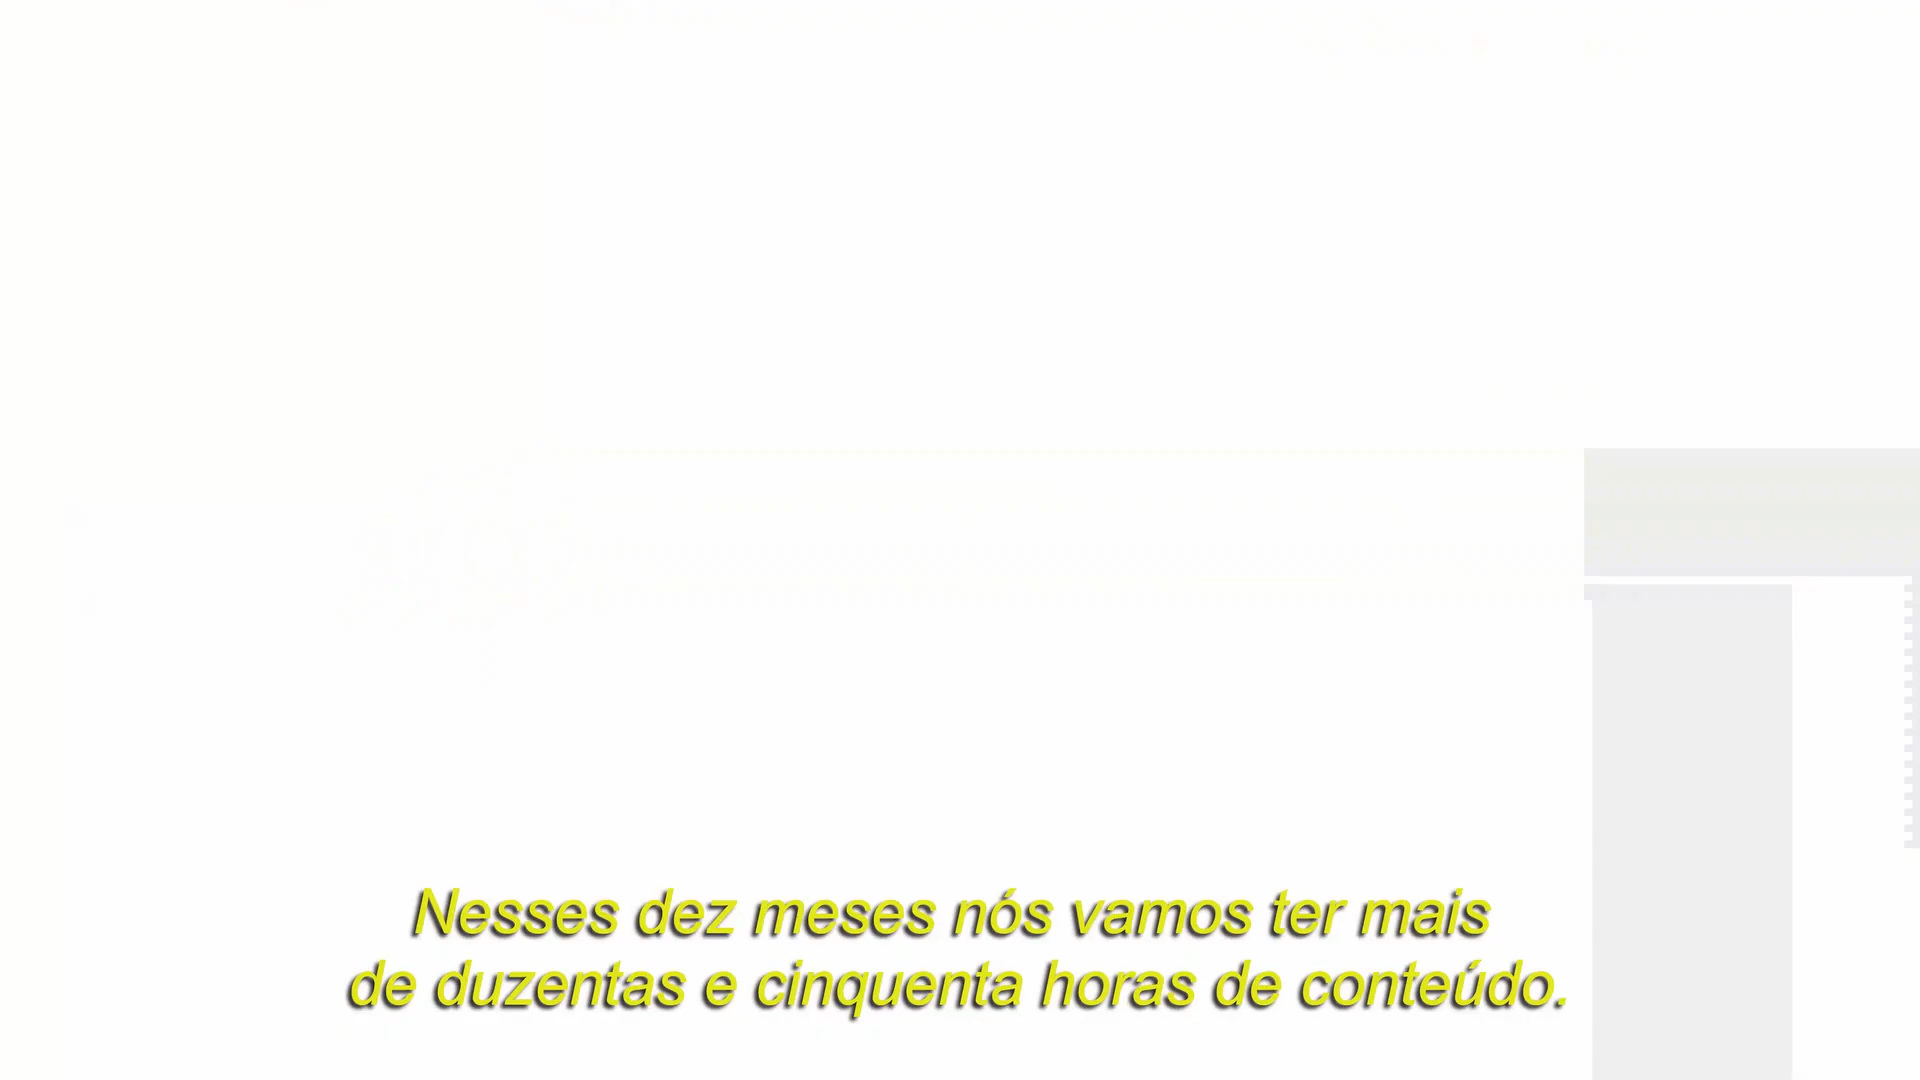 Nesses dez meses nós vamos ter mais
de duzentas e cinquenta horas de conteúdo.